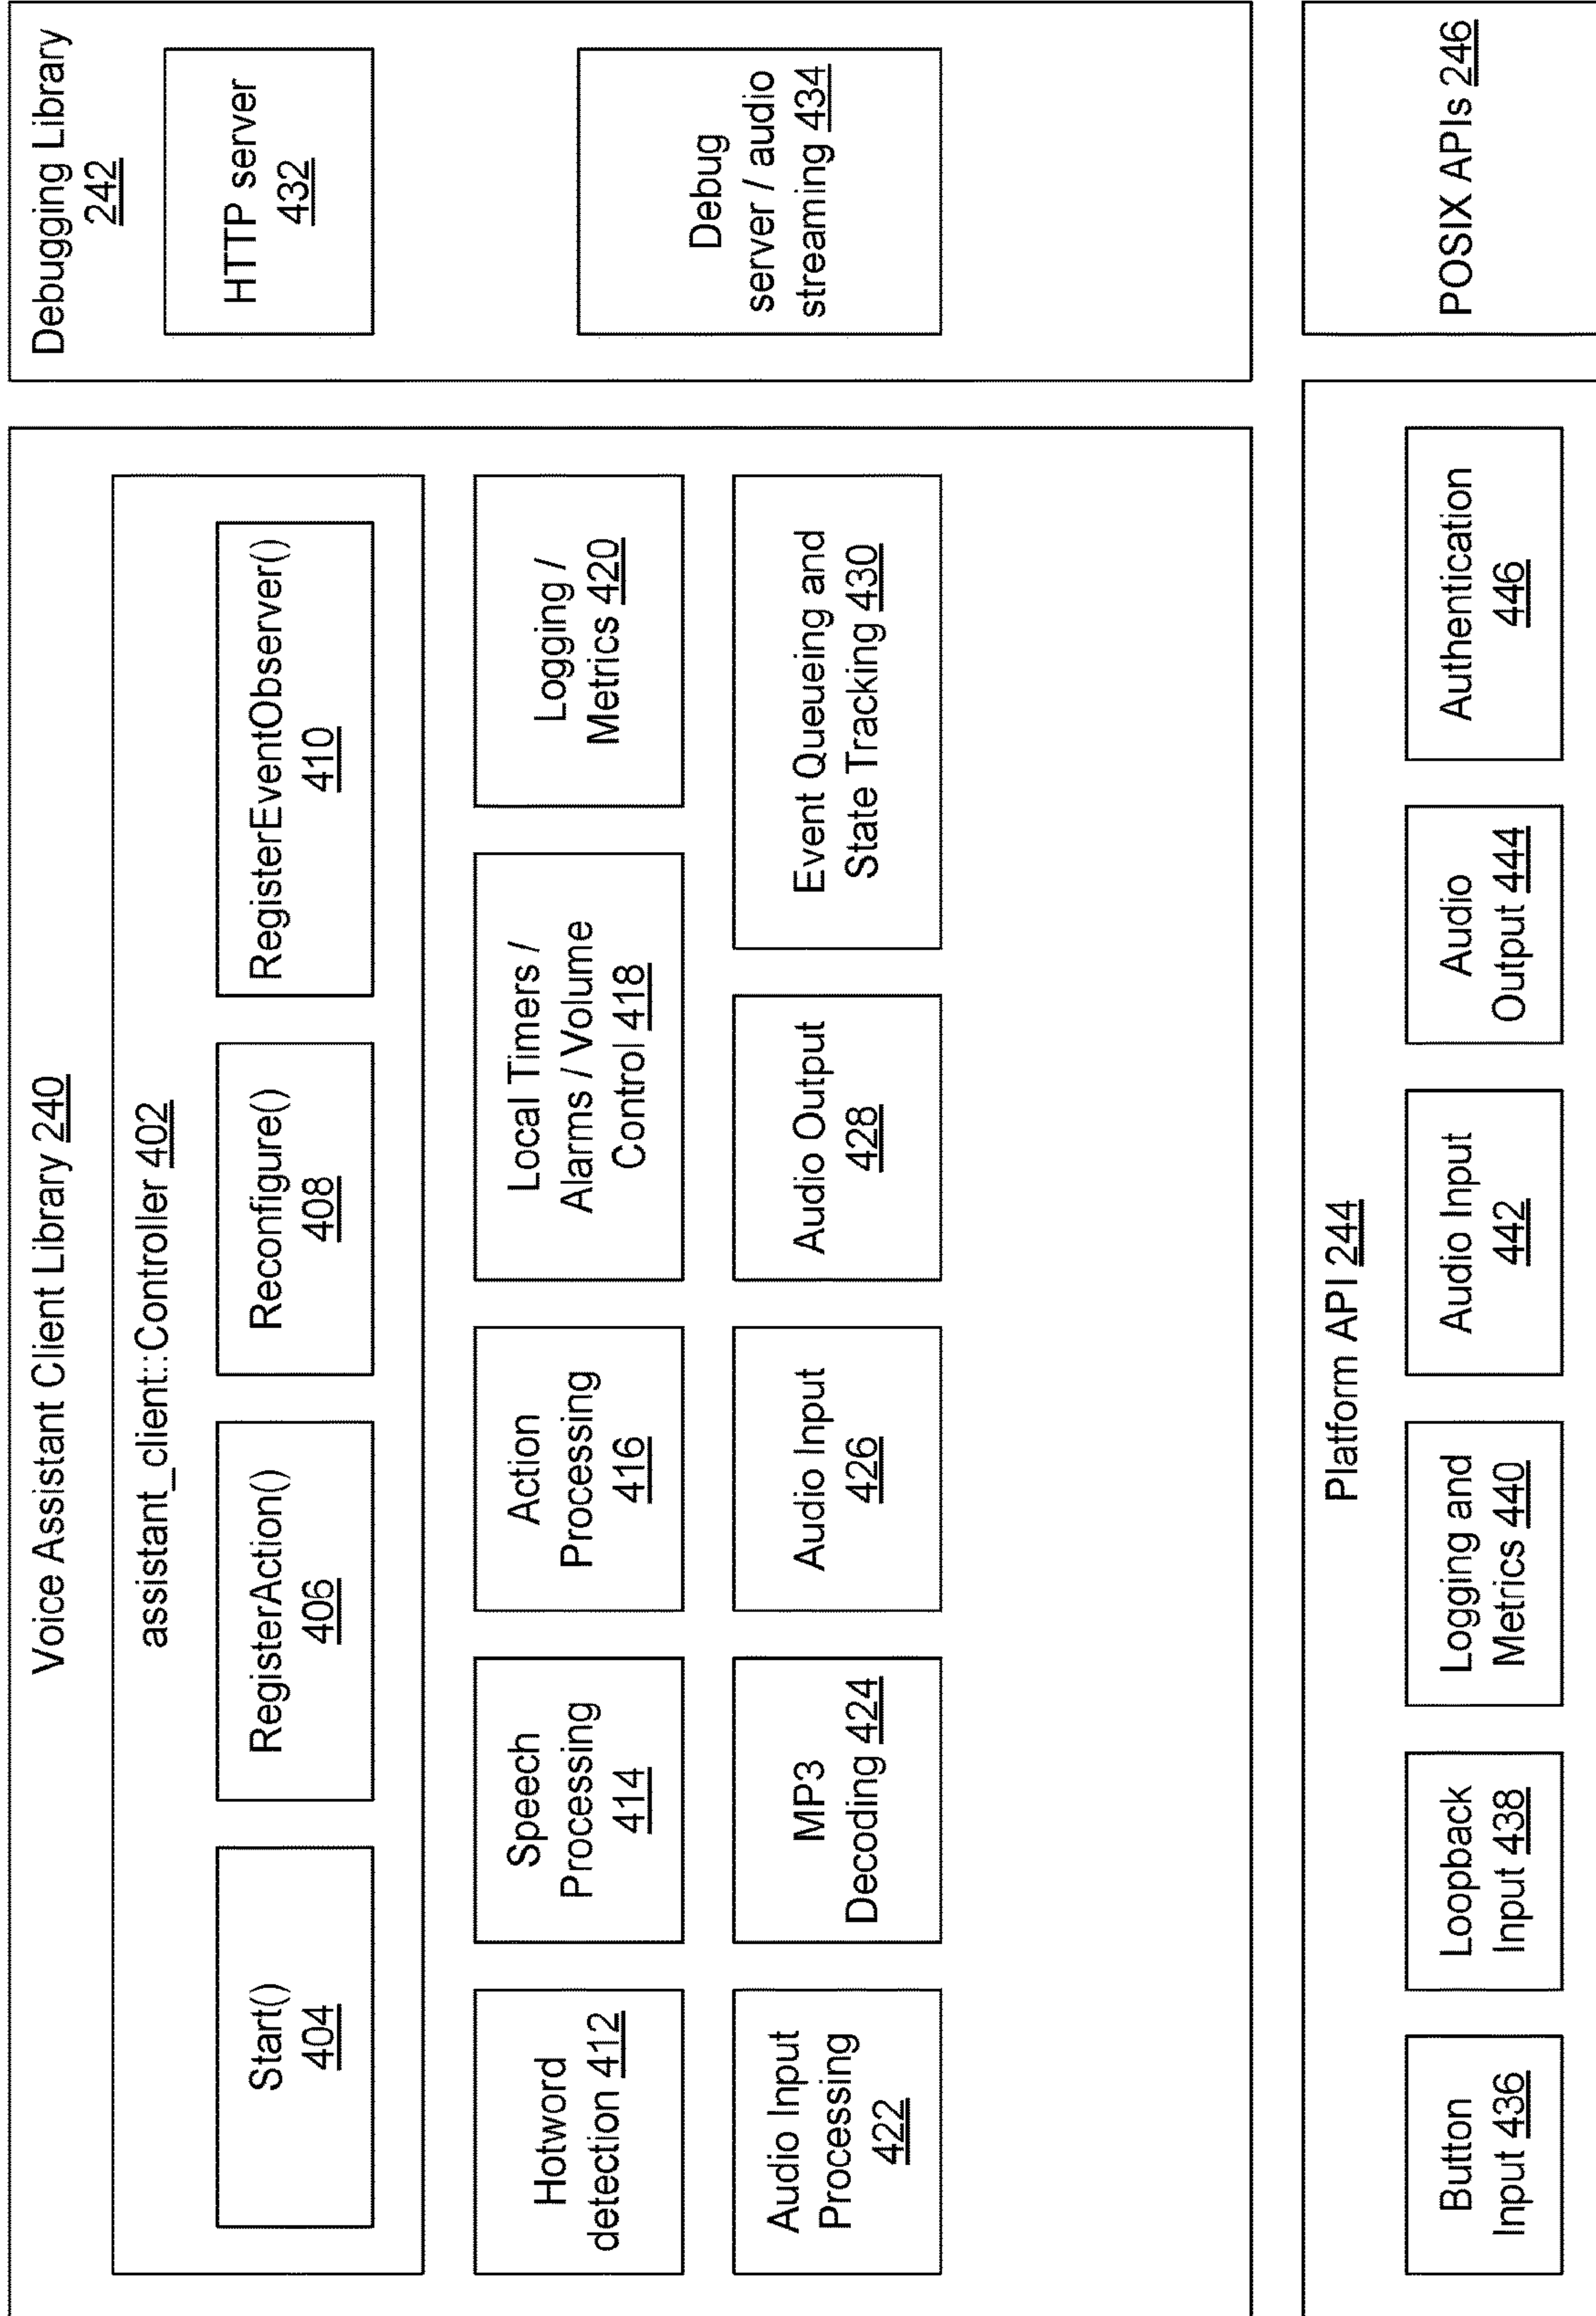 Voice Assistant Client Library 240
assistant_client::Controller 402
Start()
404
RegisterAction()
406
Reconfigure()
408
RegisterEventObserver()
410
Hotword
detection 412
Speech
Processing
414
Action
Processing
416
Local Timers /
Alarms / Volume
Control 418
Logging /
Metrics 420
Audio Input
Processing
422
MP3
Decoding 424
Audio Input
426
Audio Output
428
Event Queueing and
State Tracking 430
Debugging Library
242
HTTP server
432
Debug
server / audio
streaming 434
Platform API 244
Button
Input 436
Loopback
Input 438
Logging and
Metrics 440
Audio Input
442
Audio
Output 444
Authentication
446
POSIX APIs 246